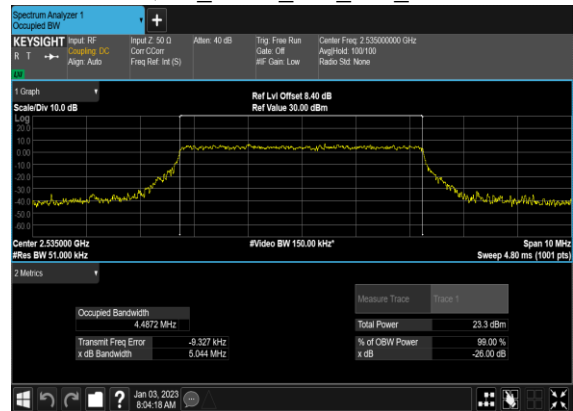 Spectrum Analyzer 1
Occupied BW
KEYSIGHT Input: RF Input Z: 50 Ω Atten: 40 dB Trig: Free Run Center Freq: 2.535000000 GHz
R T Coupling: DC Corr CCorr Gate: Off Avg|Hold: 100/100
Align: Auto Freq Ref: Int (S) #IF Gain: Low Radio Std: None
1 Graph
Ref Lvl Offset 8.40 dB
Scale/Div 10.0 dB Ref Value 30.00 dBm
Log
20.0
10.0
0.00
-10.0
-20.0
-30.0
-40.0
-50.0
-60.0
Center 2.535000 GHz #Video BW 150.00 kHz* Span 10 MHz
#Res BW 51.000 kHz Sweep 4.80 ms (1001 pts)
2 Metrics
Measure Trace Trace 1
Occupied Bandwidth
4.4872 MHz Total Power 23.3 dBm
Transmit Freq Error -9.327 kHz % of OBW Power 99.00 %
x dB Bandwidth 5.044 MHz x dB -26.00 dB
? Jan 03, 2023
8:04:18 AM